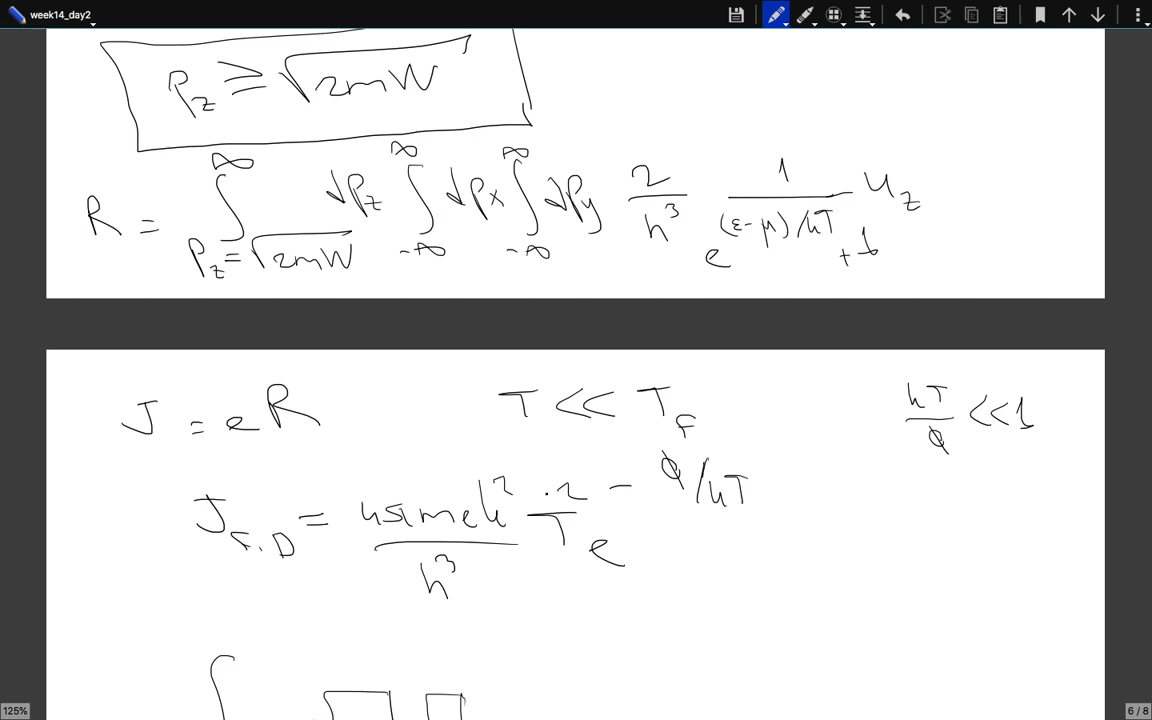 week14_day2
p_z ≥ √2mW
R = ∫_{p_z=√2mW}^{∞} dp_z ∫_{-∞}^{∞} dp_x ∫_{-∞}^{∞} dp_y 2/h³ 1/(e^{(ε-μ)/kT} + 1) u_z
J = eR T << T_F kT/φ << 1
J_{F.D} = 4πmek²/h³ · T² e^{-φ/kT}
125%
6 / 8